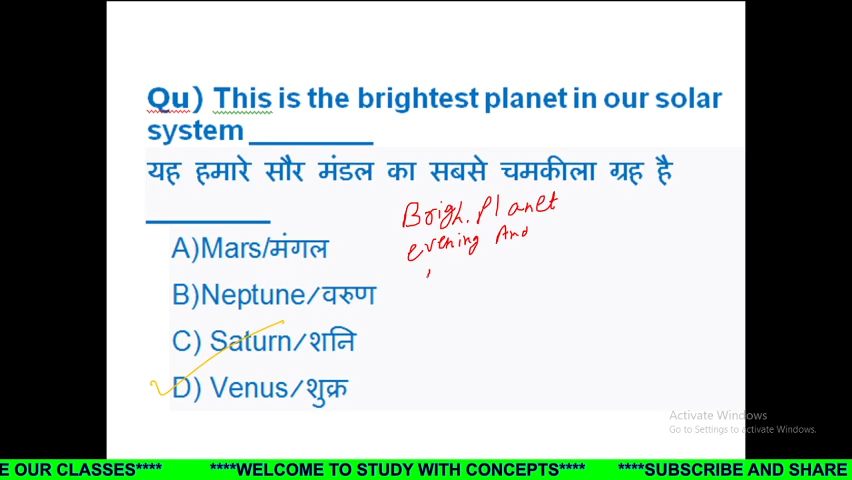 Qu) This is the brightest planet in our solar
system ________
यह हमारे सौर मंडल का सबसे चमकीला ग्रह है
________
Brigh. Planet
evening And
A)Mars/मंगल
B)Neptune/वरुण
C) Saturn/शनि
D) Venus/शुक्र
Activate Windows
Go to Settings to activate Windows.
E OUR CLASSES**** ****WELCOME TO STUDY WITH CONCEPTS**** ****SUBSCRIBE AND SHARE